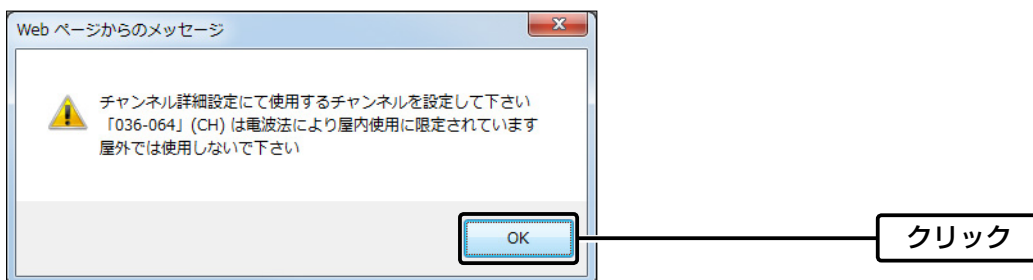 Web ページからのメッセージ
チャンネル詳細設定にて使用するチャンネルを設定して下さい
「036-064」(CH) は電波法により屋内使用に限定されています
屋外では使用しないで下さい
OK
クリック